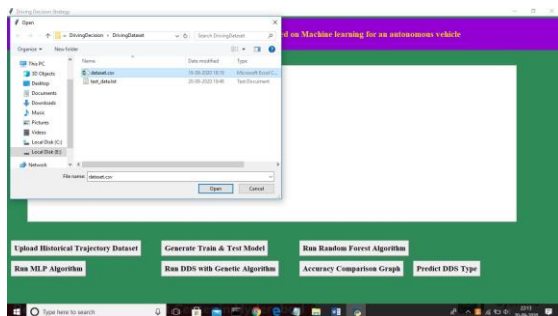 Driving Decision Strategy
Open
ed on Machine learning for an autonomous vehicle
DrivingDecision > DrivingDataset
Search DrivingDataset
Organize
New folder
Name
Date modified
Type
This PC
3D Objects
Desktop
Documents
Downloads
Music
Pictures
Videos
Local Disk (C:)
Local Disk (E:)
Network
dataset.csv
Microsoft Excel C...
test_data.txt
Text Document
File name: dataset.csv
Open
Cancel
Upload Historical Trajectory Dataset
Generate Train & Test Model
Run Random Forest Algorithm
Run MLP Algorithm
Run DDS with Genetic Algorithm
Accuracy Comparison Graph
Predict DDS Type
Type here to search